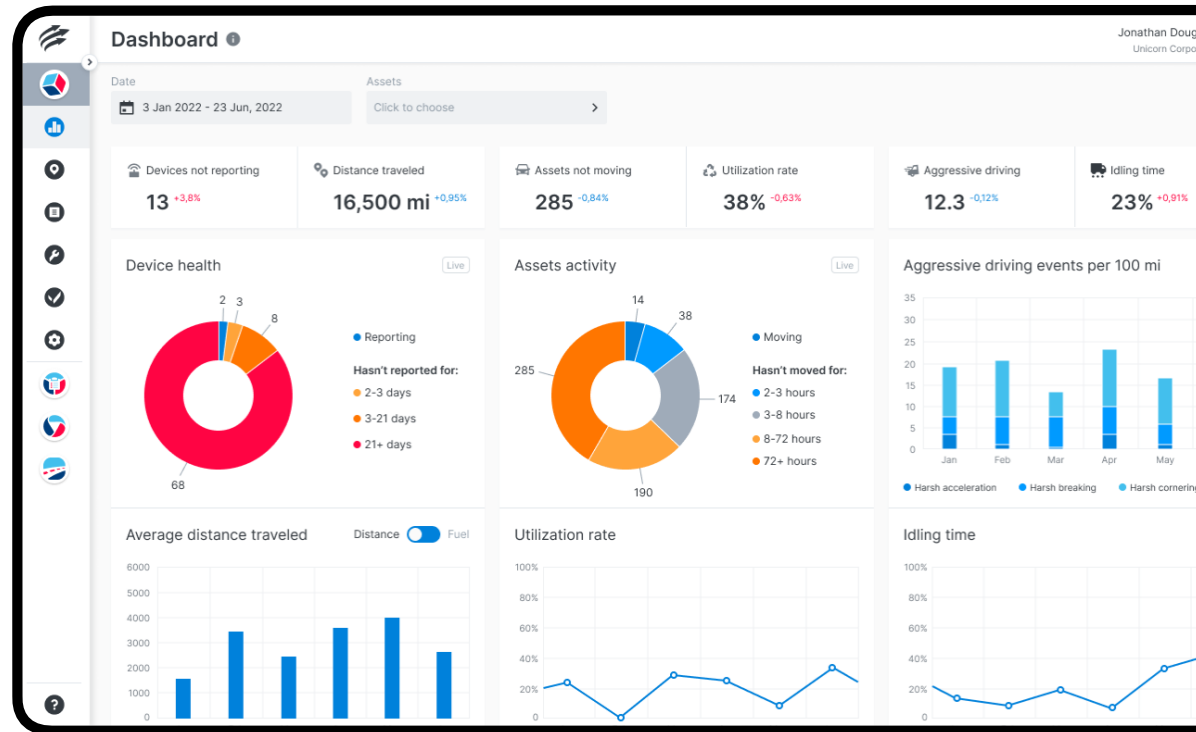 Dashboard
Jonathan Doug
Unicorn Corpo
Date
Assets
3 Jan 2022 - 23 Jun, 2022
Click to choose
Devices not reporting
13 +3,8%
Distance traveled
16,500 mi +0,95%
Assets not moving
285 -0,84%
Utilization rate
38% -0,63%
Aggressive driving
12.3 -0,12%
Idling time
23% +0,91%
Device health
Live
2
3
8
68
Reporting
Hasn't reported for:
2-3 days
3-21 days
21+ days
Assets activity
Live
14
38
285
174
190
Moving
Hasn't moved for:
2-3 hours
3-8 hours
8-72 hours
72+ hours
Aggressive driving events per 100 mi
35
30
25
20
15
10
5
0
Jan Feb Mar Apr May
Harsh acceleration Harsh breaking Harsh cornering
Average distance traveled
Distance Fuel
6000
5000
4000
3000
2000
1000
0
Utilization rate
100%
80%
60%
40%
20%
0
Idling time
100%
80%
60%
40%
20%
0
?